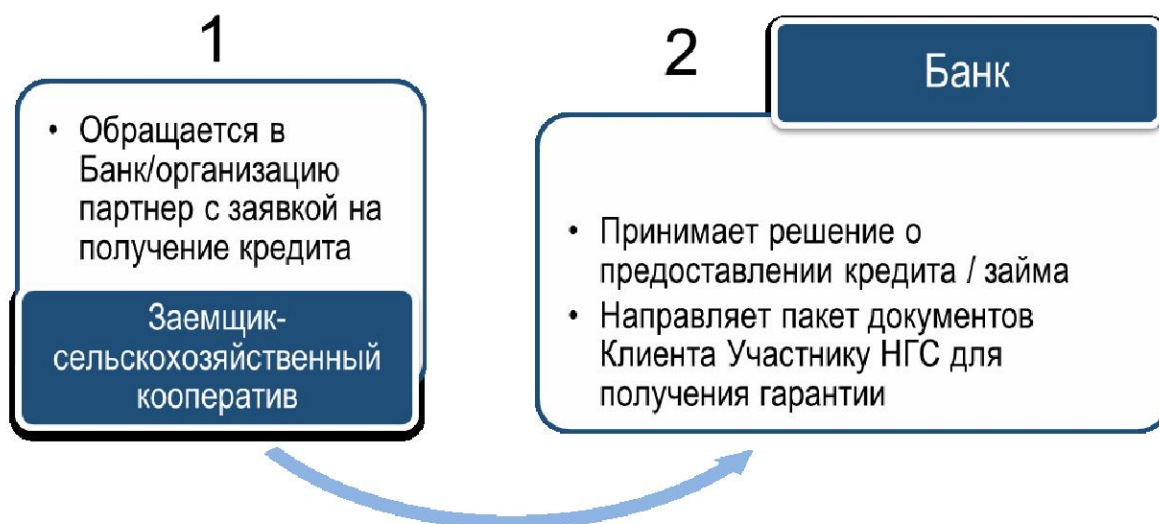 1
• Обращается в
Банк/организацию
партнер с заявкой на
получение кредита
Заемщик-
сельскохозяйственный
кооператив
2
Банк
• Принимает решение о
предоставлении кредита / займа
• Направляет пакет документов
Клиента Участнику НГС для
получения гарантии